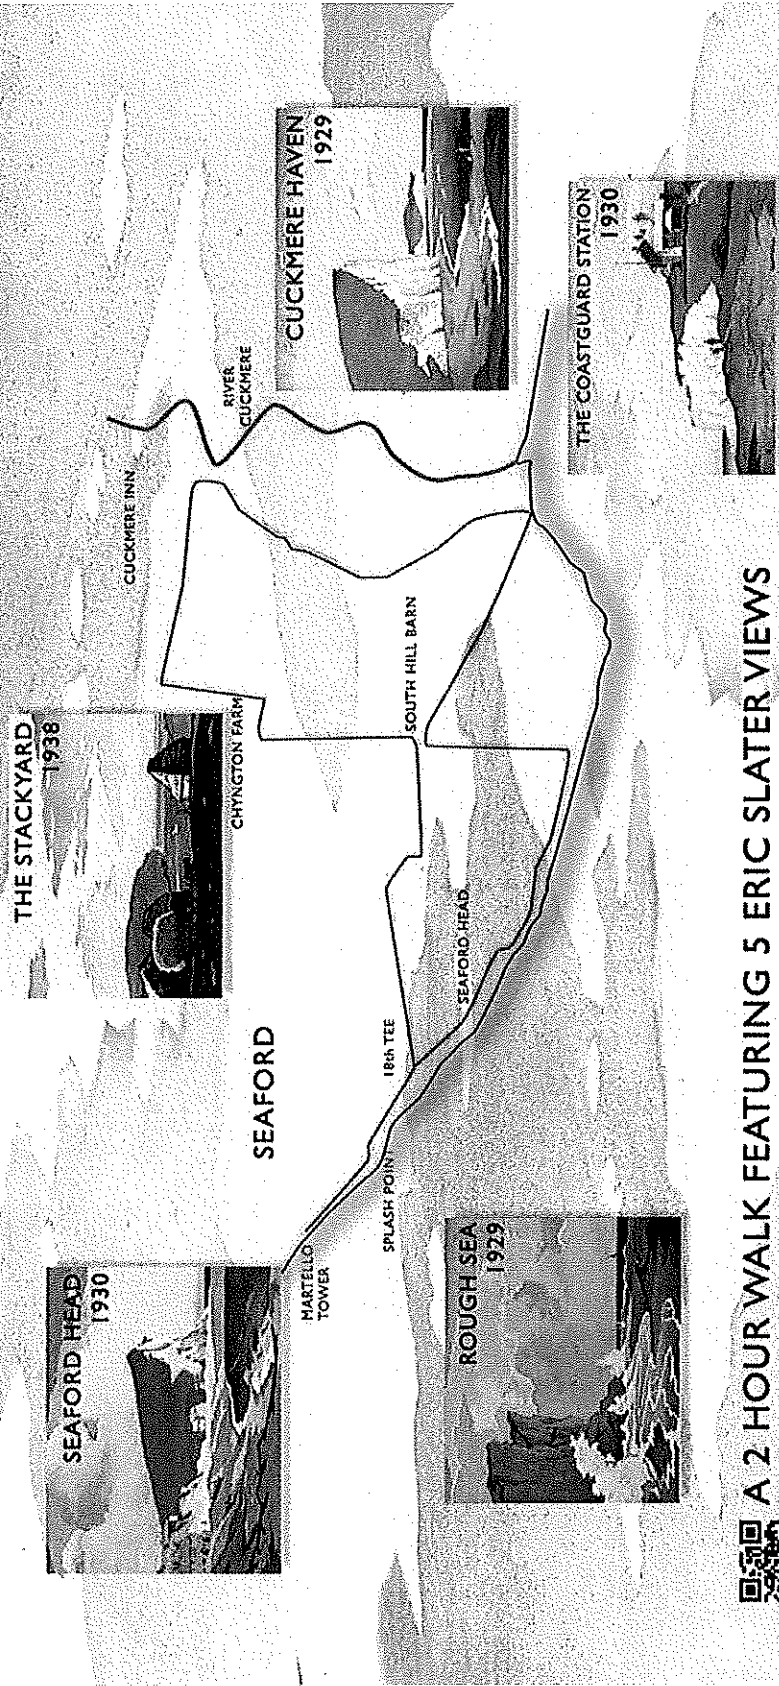 THE STACKYARD
1938
SEAFORD HEAD
1930
CUCKMERE INN
RIVER
CUCKMERE
CUCKMERE HAVEN
1929
CHYNGTON FARM
SEAFORD
SOUTH HILL BARN
MARTELLO
TOWER
18th TEE
SPLASH POIN
SEAFORD HEAD
ROUGH SEA
1929
THE COASTGUARD STATION
1930
A 2 HOUR WALK FEATURING 5 ERIC SLATER VIEWS